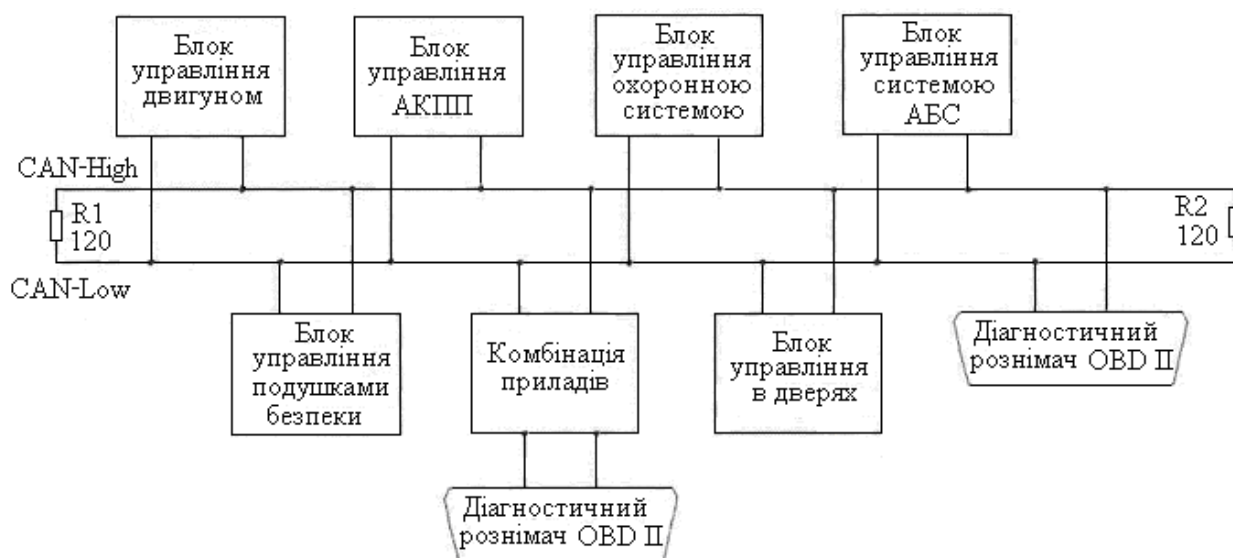 Блок
управління
двигуном
Блок
управління
АКПП
Блок
управління
охоронною
системою
Блок
управління
системою
АБС
CAN-High
R1
120
R2
120
CAN-Low
Блок
управління
подушками
безпеки
Комбінація
приладів
Блок
управління
в дверях
Діагностичний
рознімач OBD II
Діагностичний
рознімач OBD II